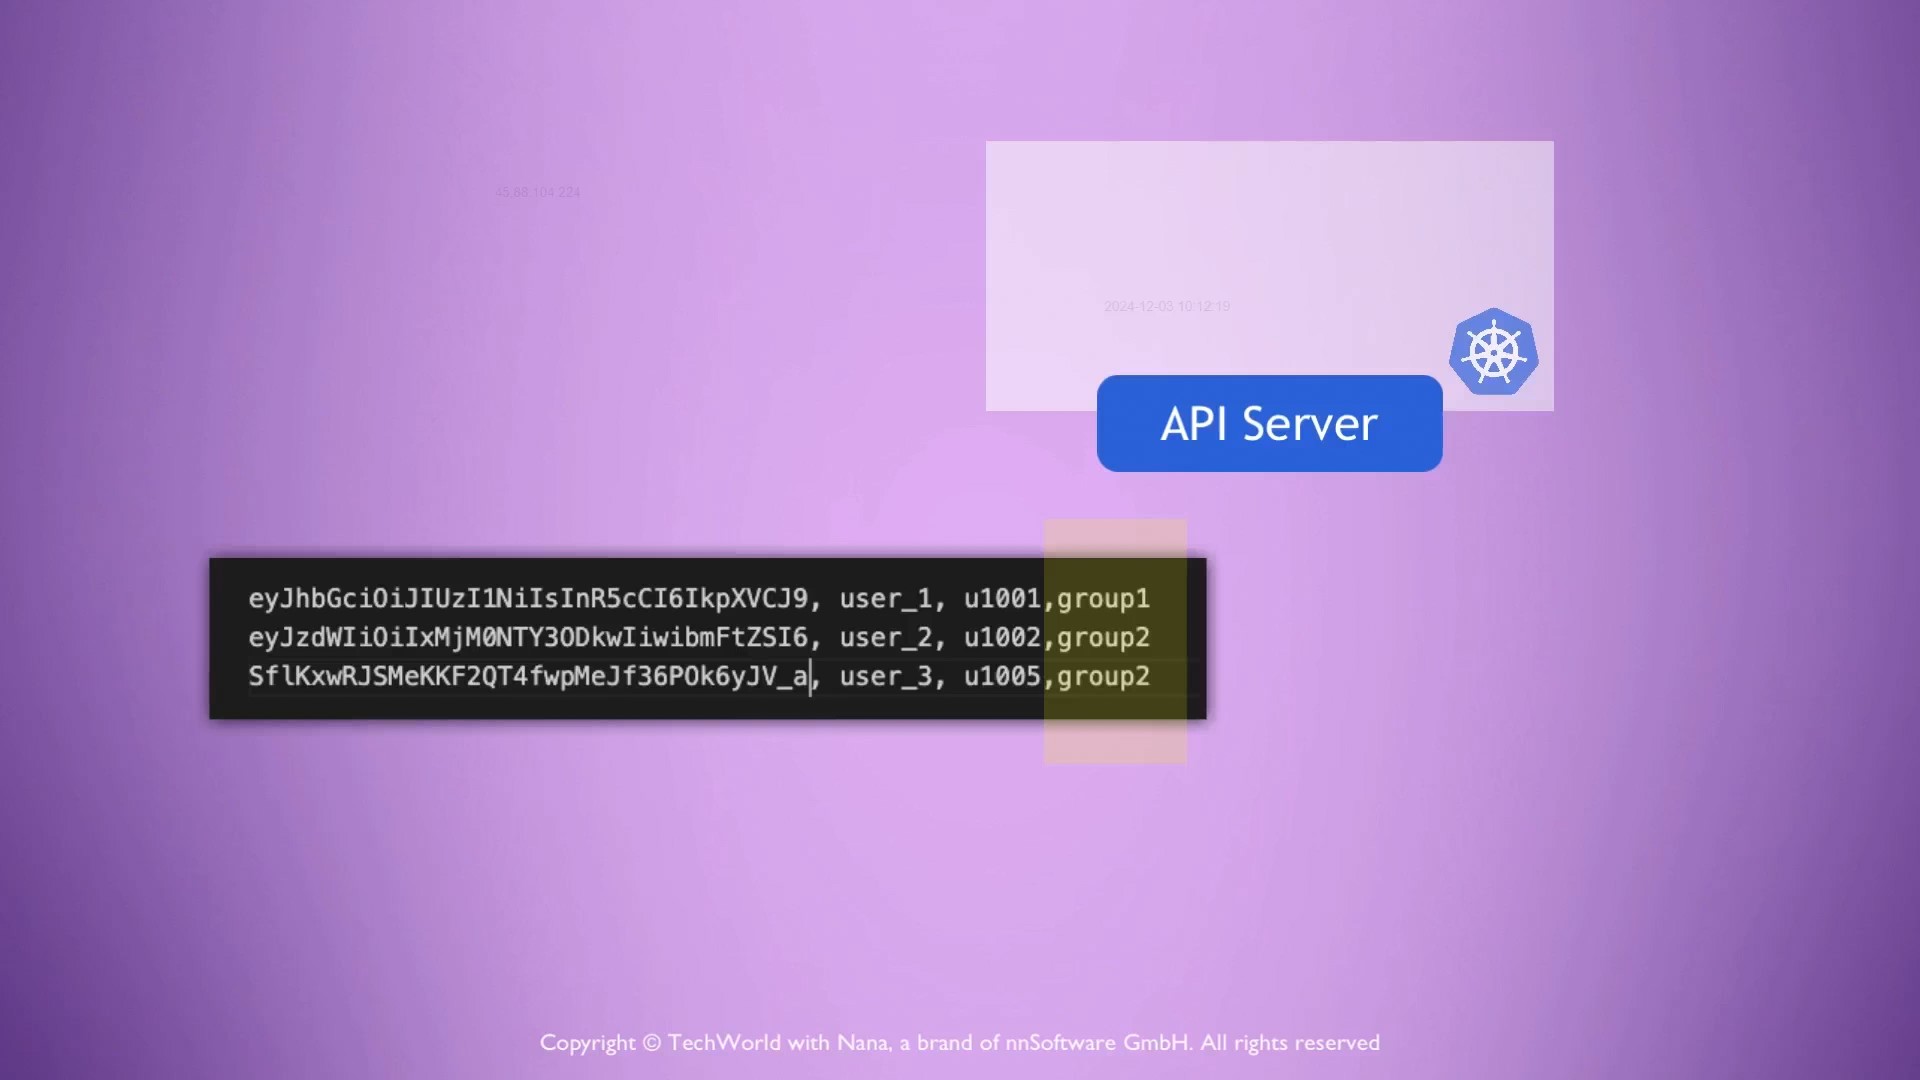 45.88.104.224
2024-12-03 10:12:19
API Server
eyJhbGciOiJIUzI1NiIsInR5cCI6IkpXVCJ9, user_1, u1001,group1
eyJzdWIiOiIxMjM0NTY3ODkwIiwibmFtZSI6, user_2, u1002,group2
SflKxwRJSMeKKF2QT4fwpMeJf36POk6yJV_a, user_3, u1005,group2
Copyright © TechWorld with Nana, a brand of nnSoftware GmbH. All rights reserved